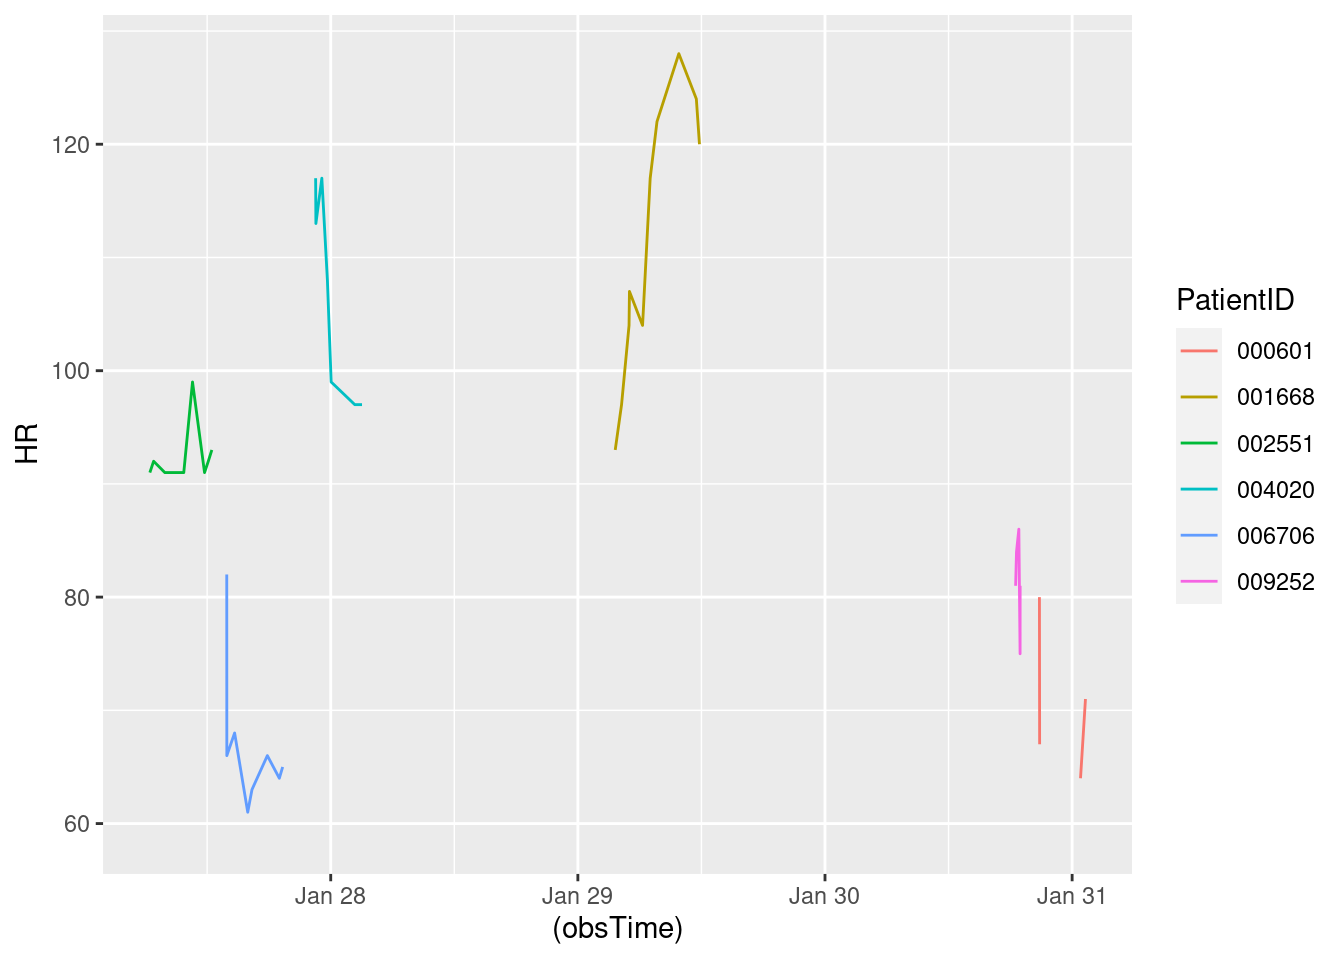 HR
120
100
80
60
Jan 28
Jan 29
Jan 30
Jan 31
(obsTime)
PatientID
000601
001668
002551
004020
006706
009252